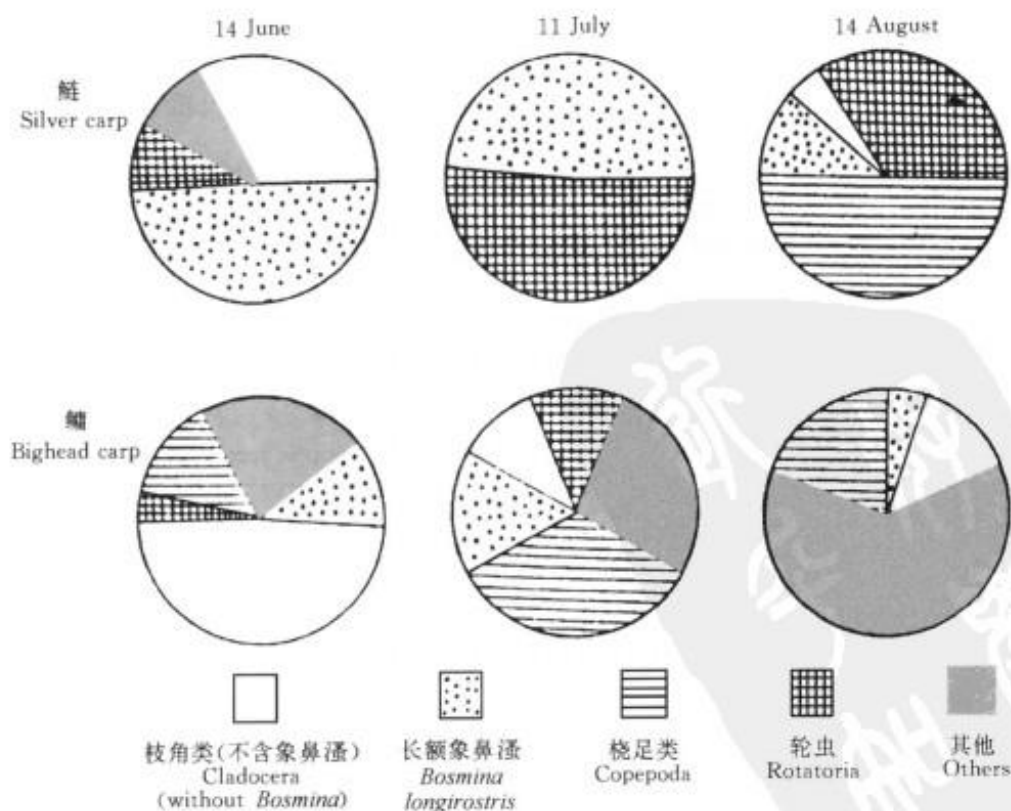 14 June
11 July
14 August
鲢
Silver carp
鳙
Bighead carp
枝角类(不含象鼻溞)
Cladocera
(without Bosmina)
长额象鼻溞
Bosmina
longirostris
桡足类
Copepoda
轮虫
Rotatoria
其他
Others